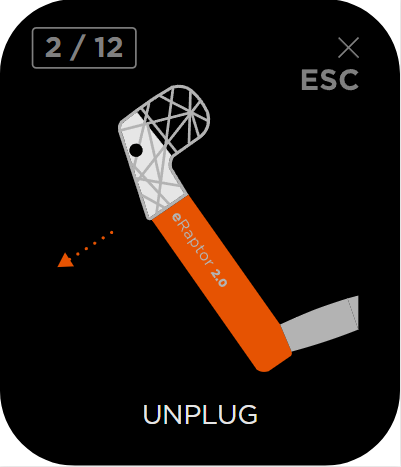 2 / 12
ESC
eRaptor 2.0
UNPLUG